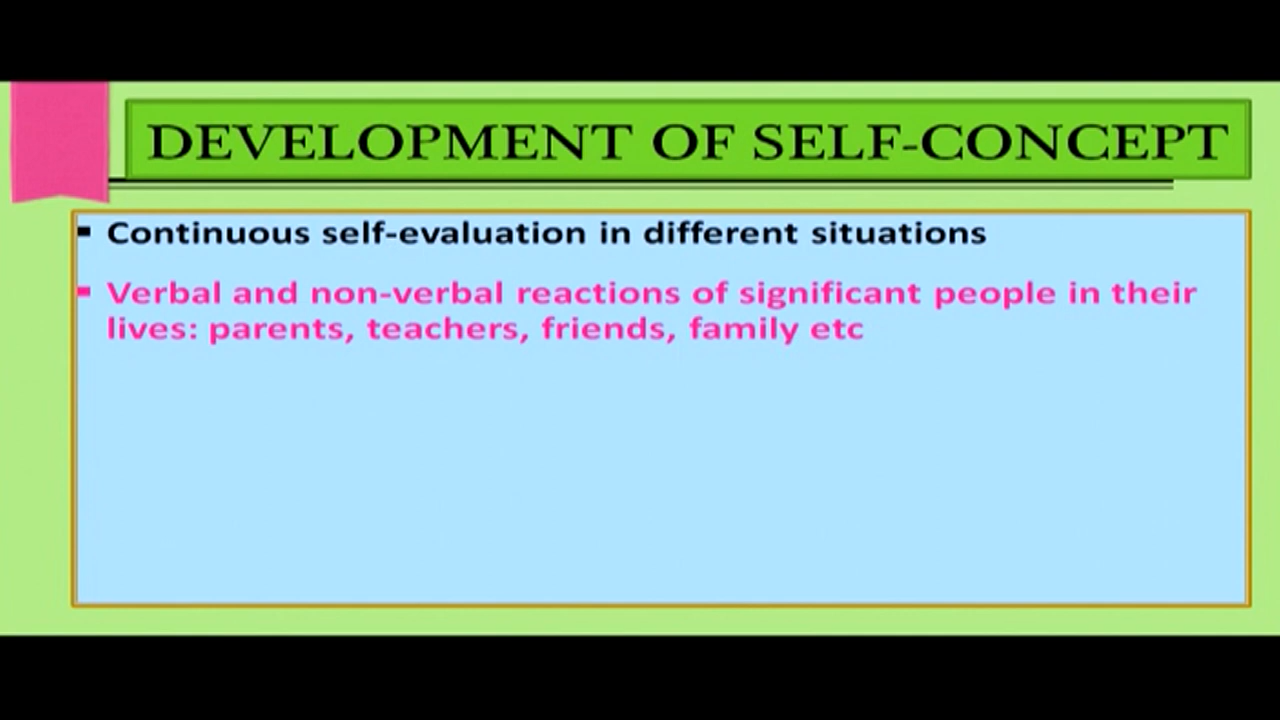 DEVELOPMENT OF SELF-CONCEPT
▪ Continuous self-evaluation in different situations
▪ Verbal and non-verbal reactions of significant people in their
lives: parents, teachers, friends, family etc